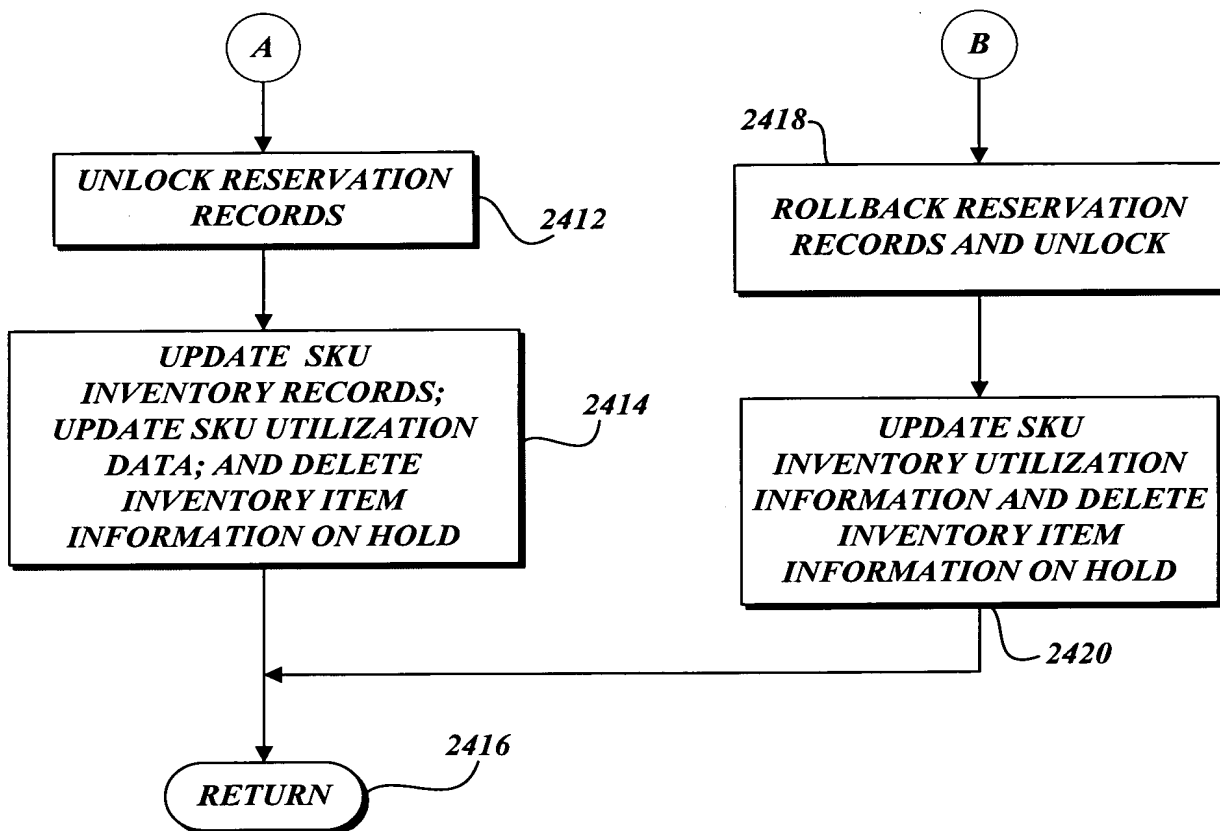 A
UNLOCK RESERVATION
RECORDS
2412
UPDATE SKU
INVENTORY RECORDS;
UPDATE SKU UTILIZATION
DATA; AND DELETE
INVENTORY ITEM
INFORMATION ON HOLD
2414
B
2418
ROLLBACK RESERVATION
RECORDS AND UNLOCK
UPDATE SKU
INVENTORY UTILIZATION
INFORMATION AND DELETE
INVENTORY ITEM
INFORMATION ON HOLD
2420
2416
RETURN